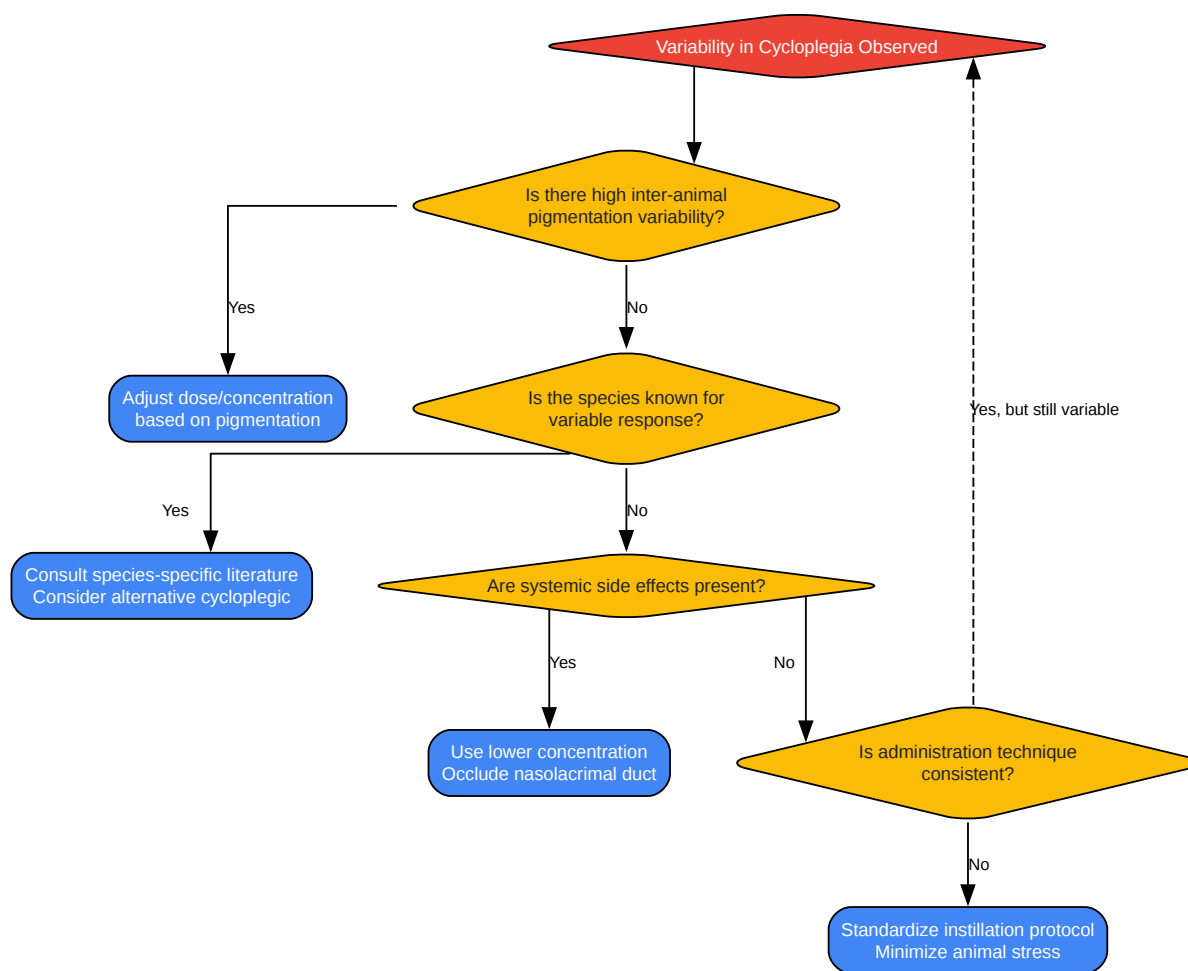 Variability in Cycloplegia Observed
Is there high inter-animal
pigmentation variability?
Yes
No
Adjust dose/concentration
based on pigmentation
Is the species known for
variable response?
Yes, but still variable
Yes
No
Consult species-specific literature
Consider alternative cycloplegic
Are systemic side effects present?
Yes
No
Use lower concentration
Occlude nasolacrimal duct
Is administration technique
consistent?
No
Standardize instillation protocol
Minimize animal stress